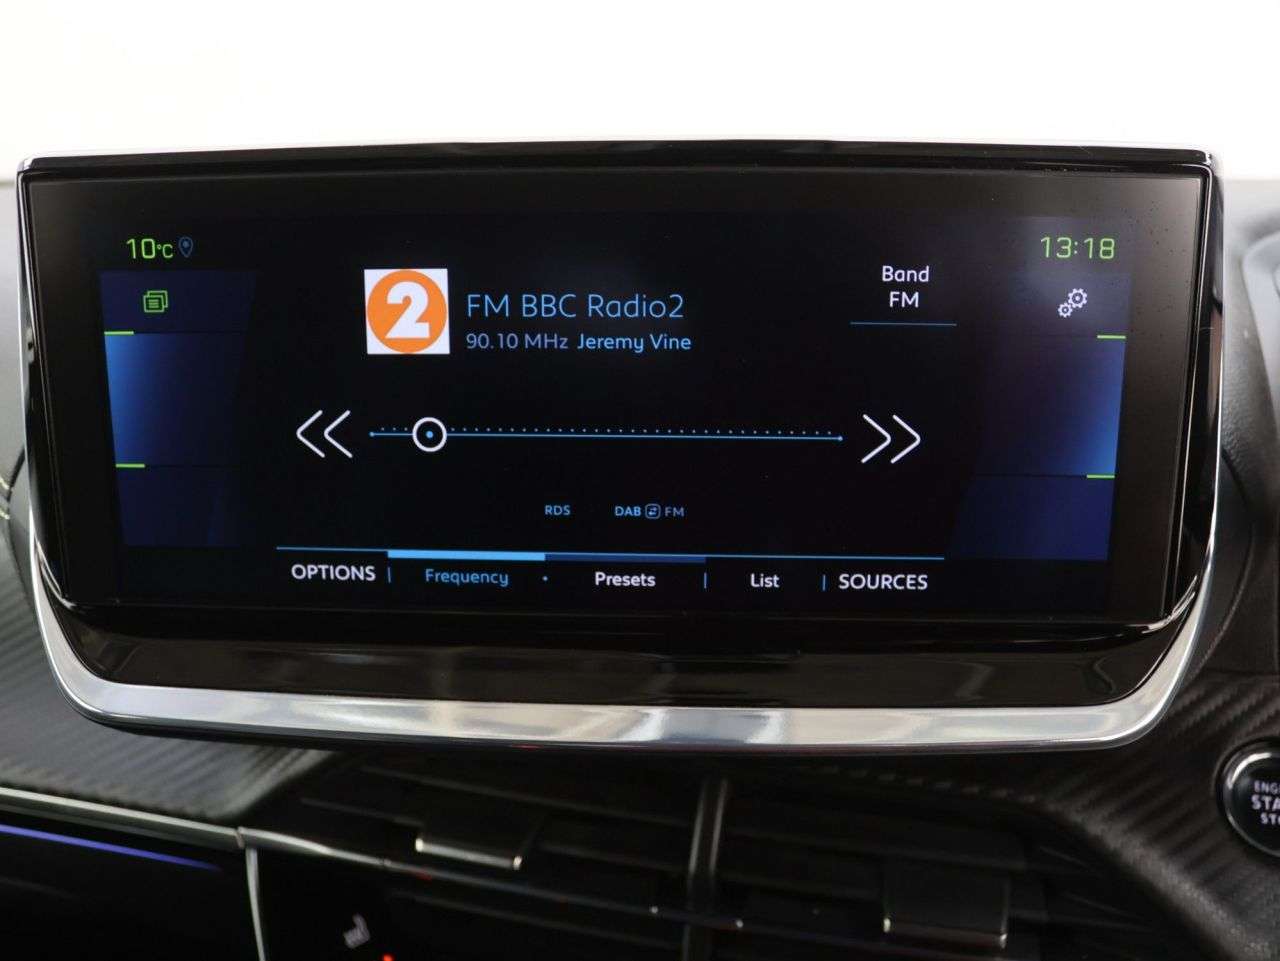 10°C
13:18
2
FM BBC Radio2
90.10 MHz Jeremy Vine
Band
FM
RDS
DAB FM
OPTIONS
Frequency
Presets
List
SOURCES